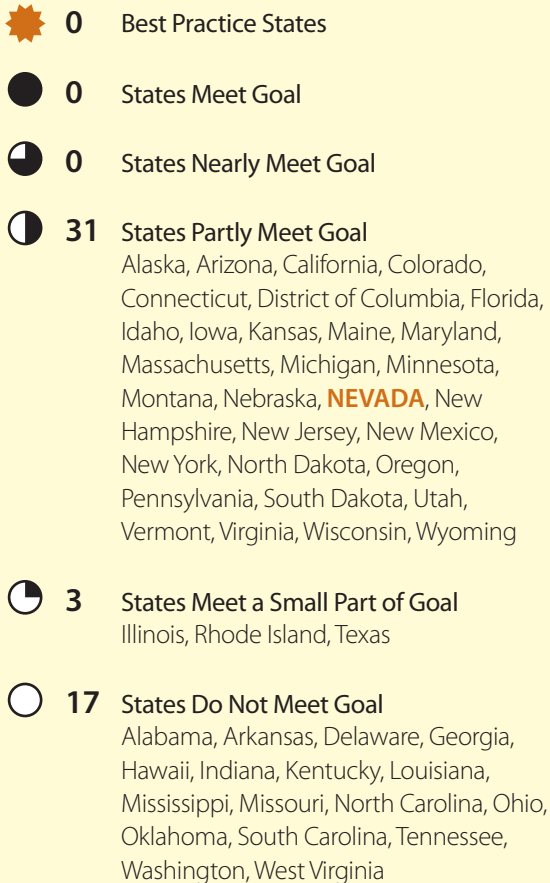 0 Best Practice States
0 States Meet Goal
0 States Nearly Meet Goal
31 States Partly Meet Goal
Alaska, Arizona, California, Colorado,
Connecticut, District of Columbia, Florida,
Idaho, Iowa, Kansas, Maine, Maryland,
Massachusetts, Michigan, Minnesota,
Montana, Nebraska, NEVADA, New
Hampshire, New Jersey, New Mexico,
New York, North Dakota, Oregon,
Pennsylvania, South Dakota, Utah,
Vermont, Virginia, Wisconsin, Wyoming
3 States Meet a Small Part of Goal
Illinois, Rhode Island, Texas
17 States Do Not Meet Goal
Alabama, Arkansas, Delaware, Georgia,
Hawaii, Indiana, Kentucky, Louisiana,
Mississippi, Missouri, North Carolina, Ohio,
Oklahoma, South Carolina, Tennessee,
Washington, West Virginia